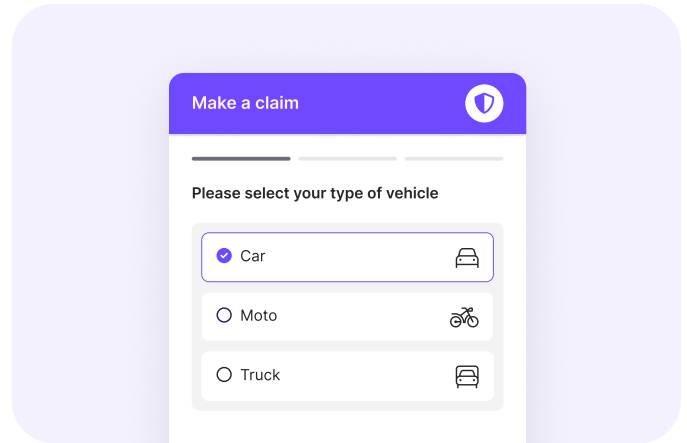 Make a claim
Please select your type of vehicle
Car
Moto
Truck